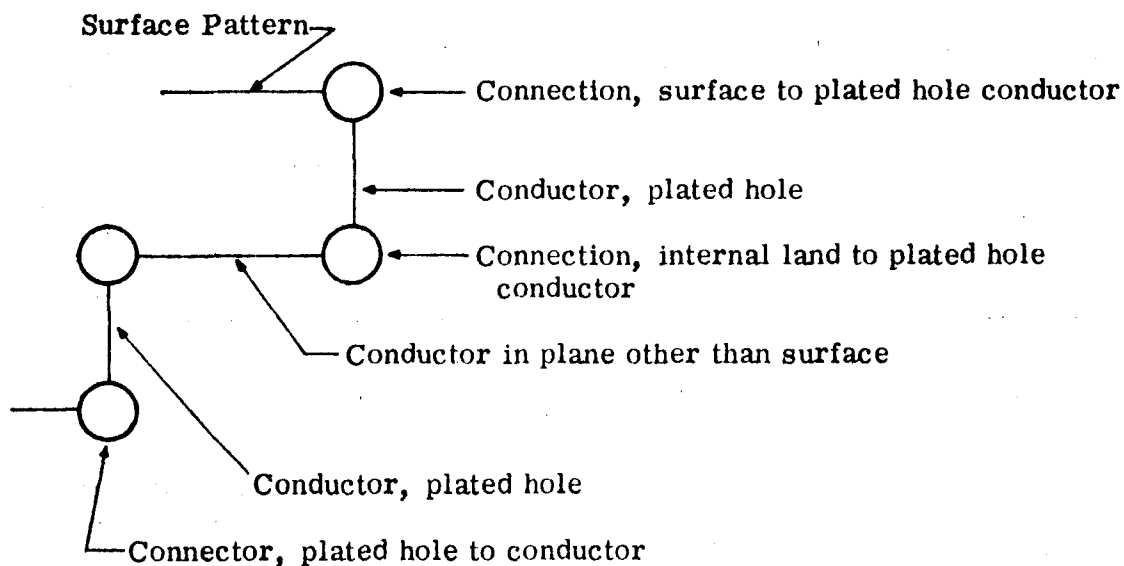 Surface Pattern
Connection, surface to plated hole conductor
Conductor, plated hole
Connection, internal land to plated hole
conductor
Conductor in plane other than surface
Conductor, plated hole
Connector, plated hole to conductor